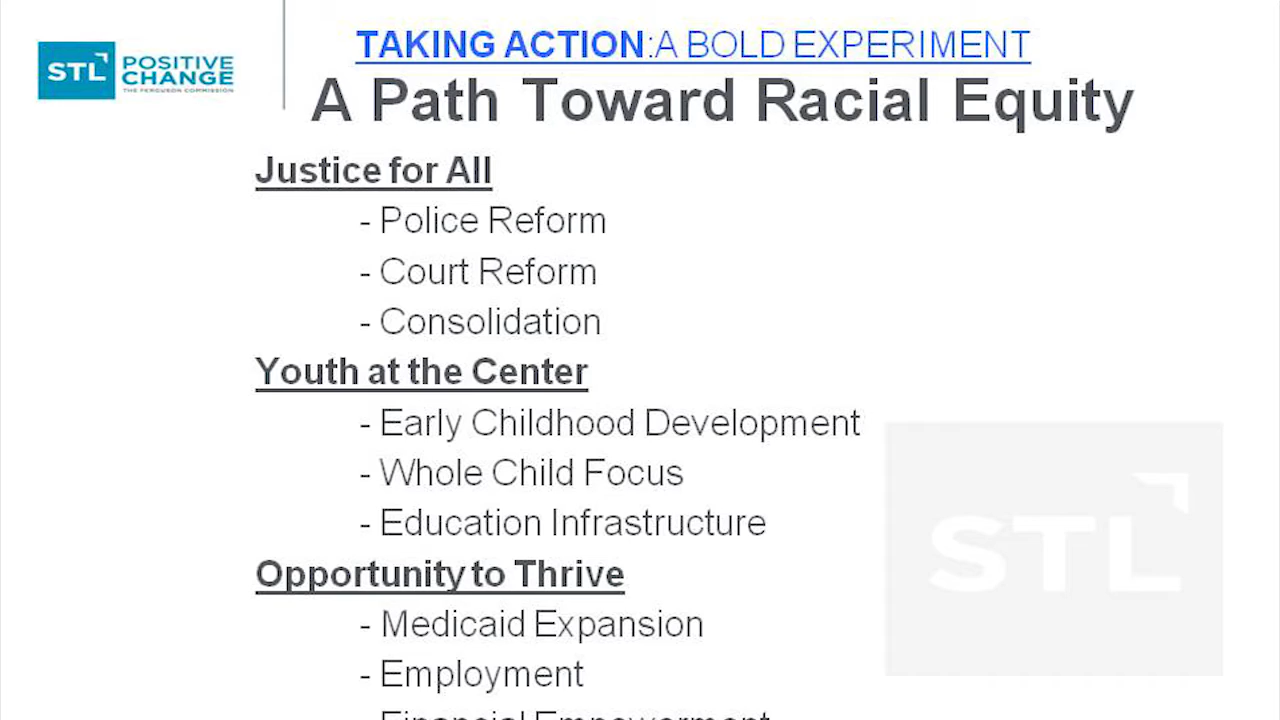 TAKING ACTION:A BOLD EXPERIMENT
STL POSITIVE
CHANGE
THE FERGUSON COMMISSION
A Path Toward Racial Equity
Justice for All
- Police Reform
- Court Reform
- Consolidation
Youth at the Center
- Early Childhood Development
- Whole Child Focus
- Education Infrastructure
STL
Opportunity to Thrive
- Medicaid Expansion
- Employment
- Financial Empowerment